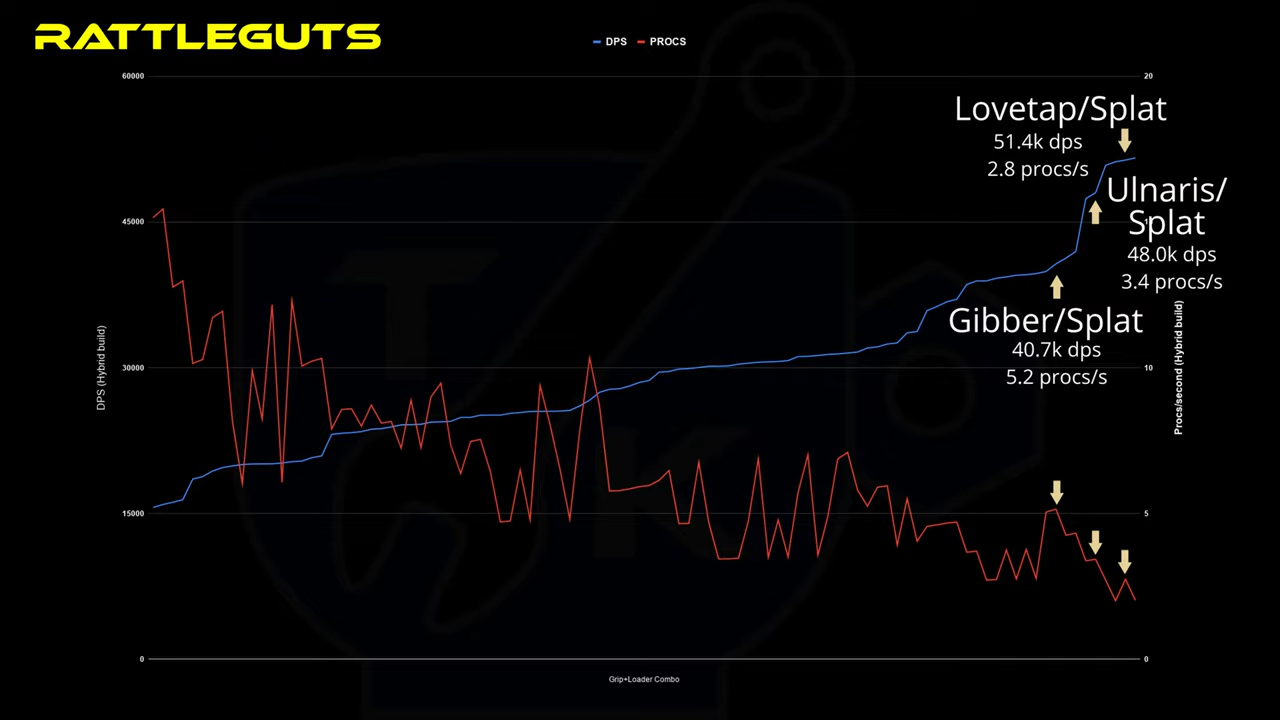 RATTLEGUTS
DPS
PROCS
60000
45000
30000
15000
0
20
10
5
0
DPS (Hybrid build)
Procs/second (Hybrid build)
Grip+Loader Combo
Lovetap/Splat
51.4k dps
2.8 procs/s
Ulnaris/
Splat
48.0k dps
3.4 procs/s
Gibber/Splat
40.7k dps
5.2 procs/s
T
K